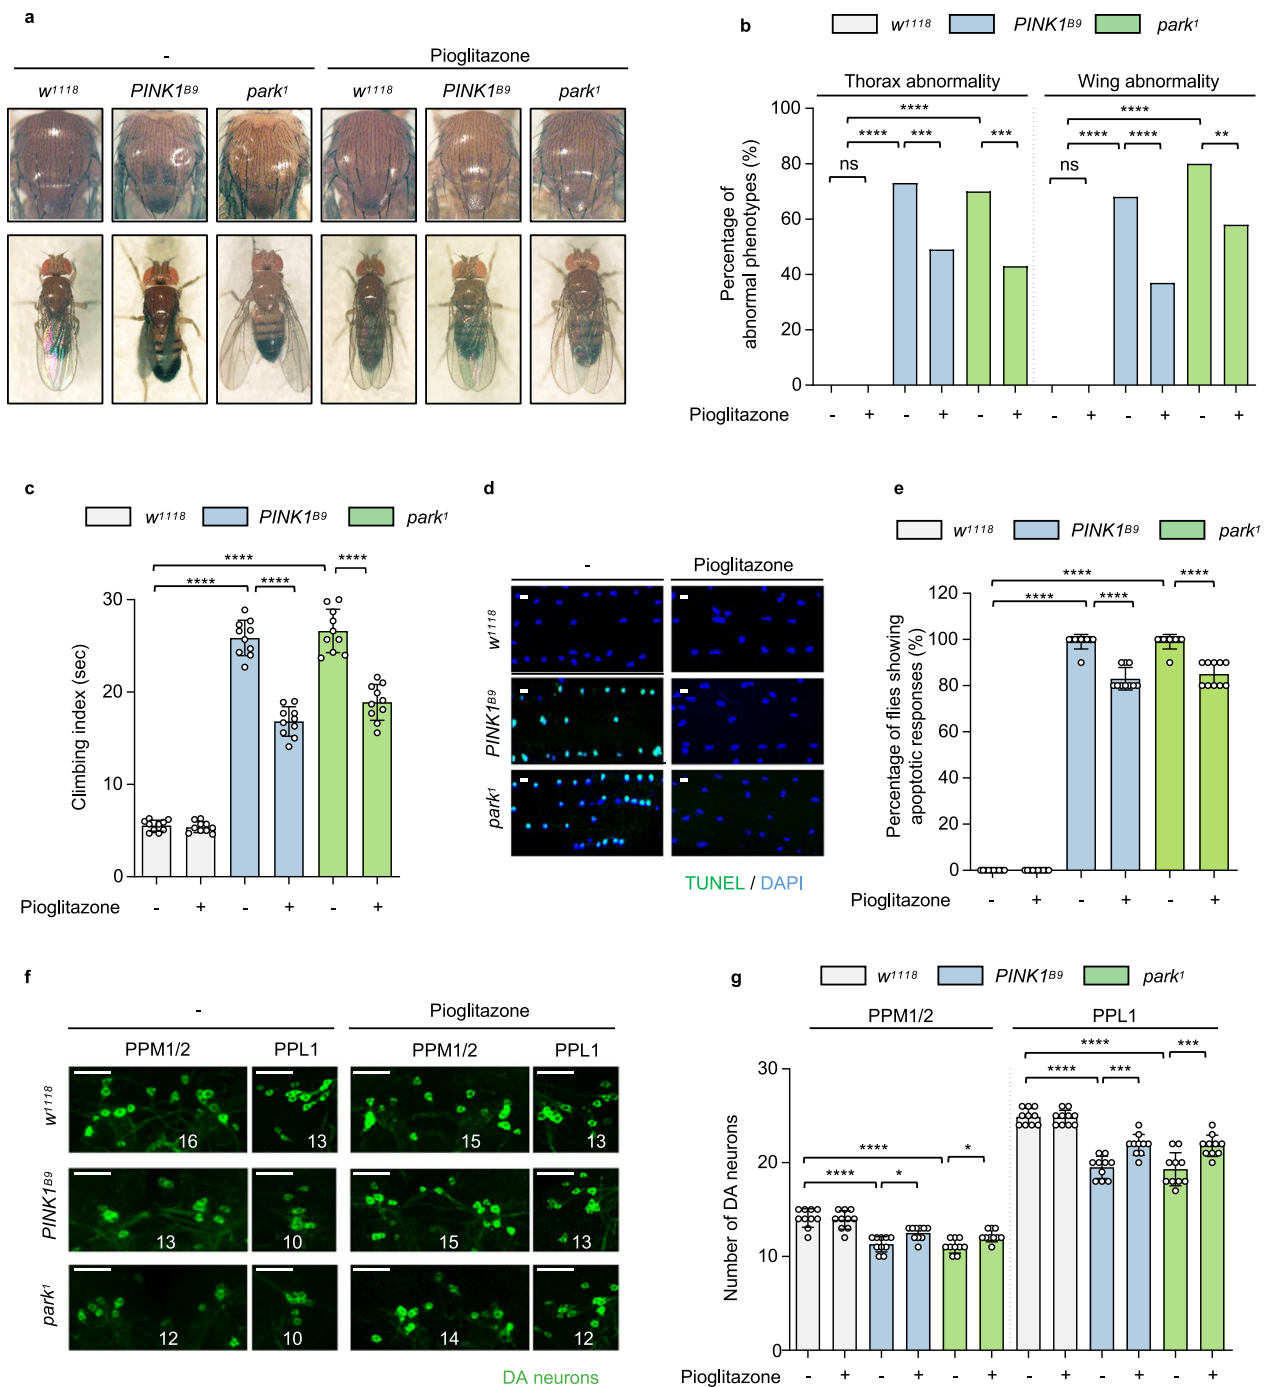 a
-
Pioglitazone
w1118 PINK1B9 park1 w1118 PINK1B9 park1
b
w1118 PINK1B9 park1
Thorax abnormality Wing abnormality
**** ****
**** *** *** **** **** **
ns ns
Percentage of
abnormal phenotypes (%)
100
80
60
40
20
0
Pioglitazone - + - + - + - + - + - +
c
w1118 PINK1B9 park1
**** ****
**** ****
Climbing index (sec)
30
20
10
0
Pioglitazone - + - + - +
d
- Pioglitazone
w1118
PINK1B9
park1
TUNEL / DAPI
e
w1118 PINK1B9 park1
**** ****
**** ****
Percentage of flies showing
apoptotic responses (%)
120
100
80
60
40
20
0
Pioglitazone - + - + - +
f
- Pioglitazone
PPM1/2 PPL1 PPM1/2 PPL1
w1118 16 13 15 13
PINK1B9 13 10 15 13
park1 12 10 14 12
DA neurons
g
w1118 PINK1B9 park1
PPM1/2 PPL1
**** ***
**** ***
**** *
**** *
Number of DA neurons
30
20
10
0
Pioglitazone - + - + - + - + - + - +